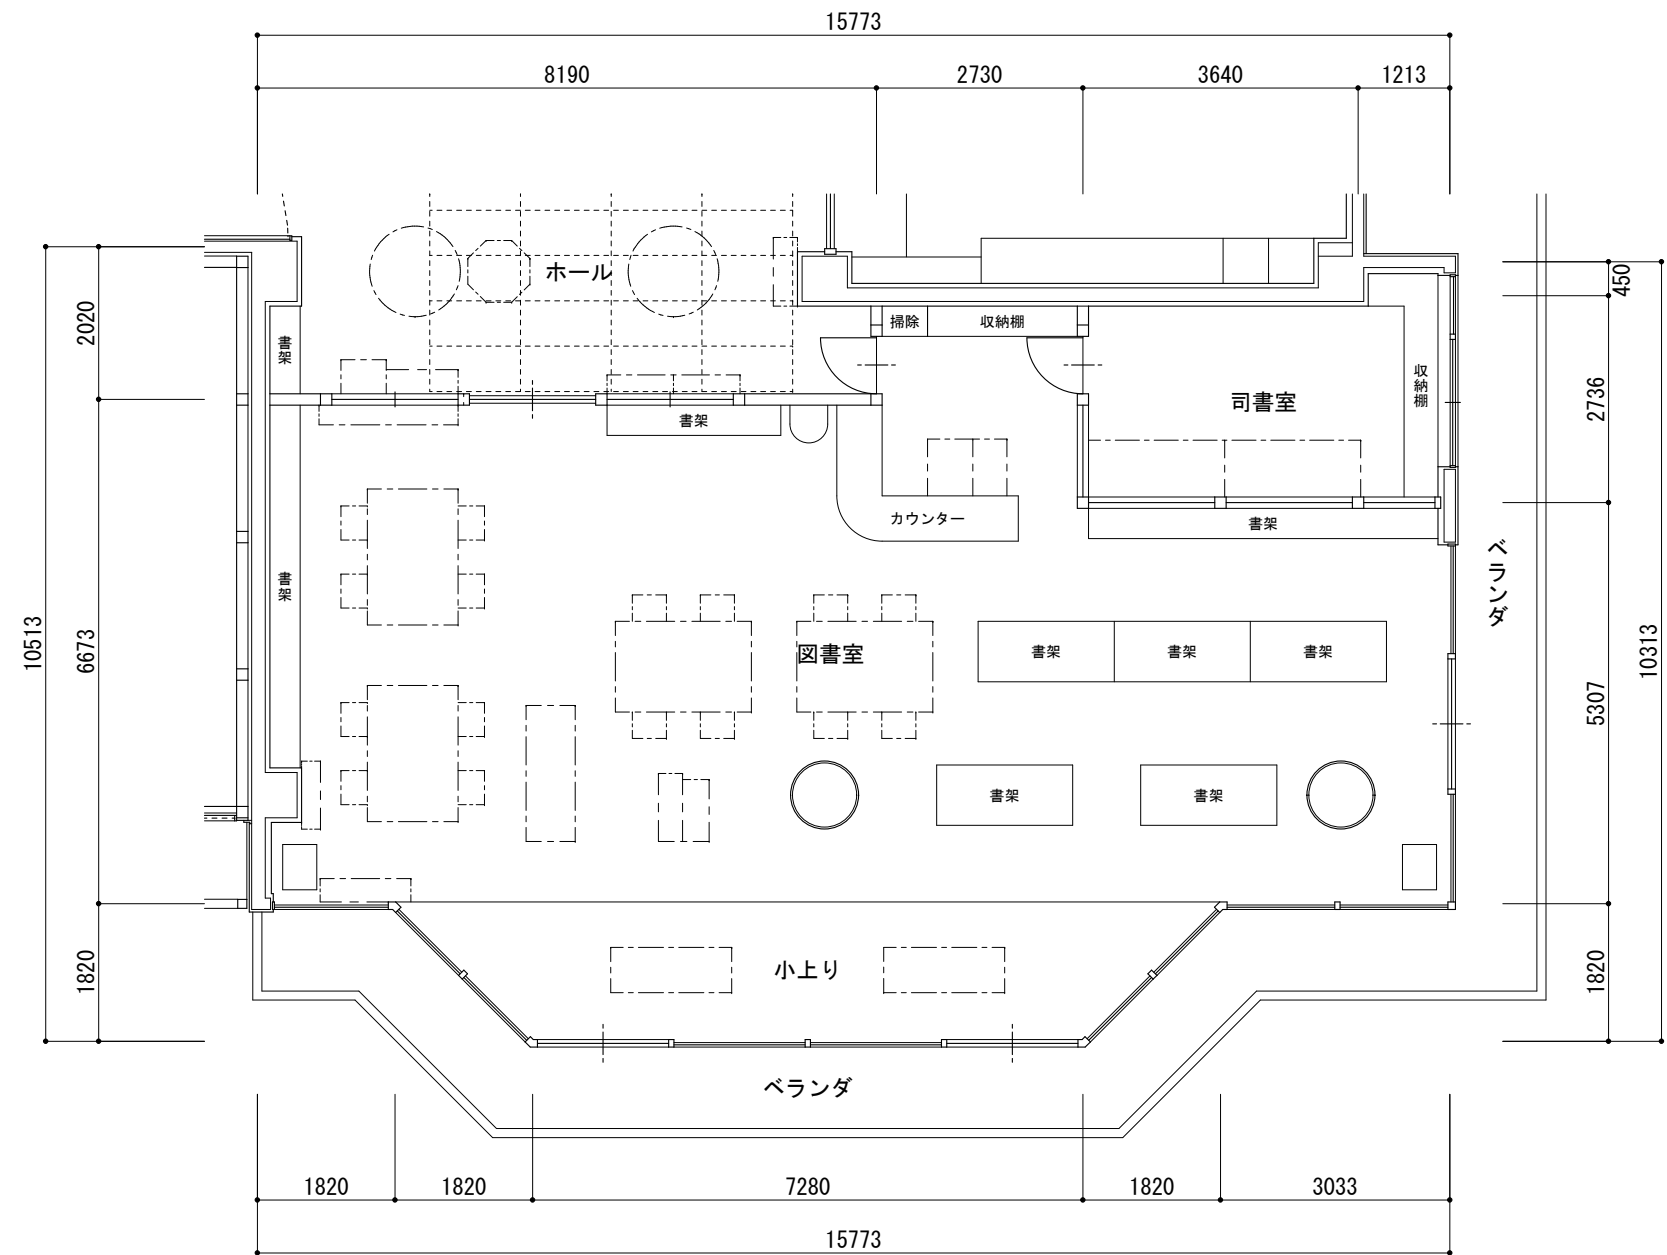 15773
8190
2730
3640
1213
450
ホール
2020
書架
掃除
収納棚
収納棚
司書室
2736
書架
カウンター
書架
ベランダ
書架
10513
6673
図書室
書架
書架
書架
10313
5307
書架
書架
小上り
1820
1820
ベランダ
1820
1820
7280
1820
3033
15773